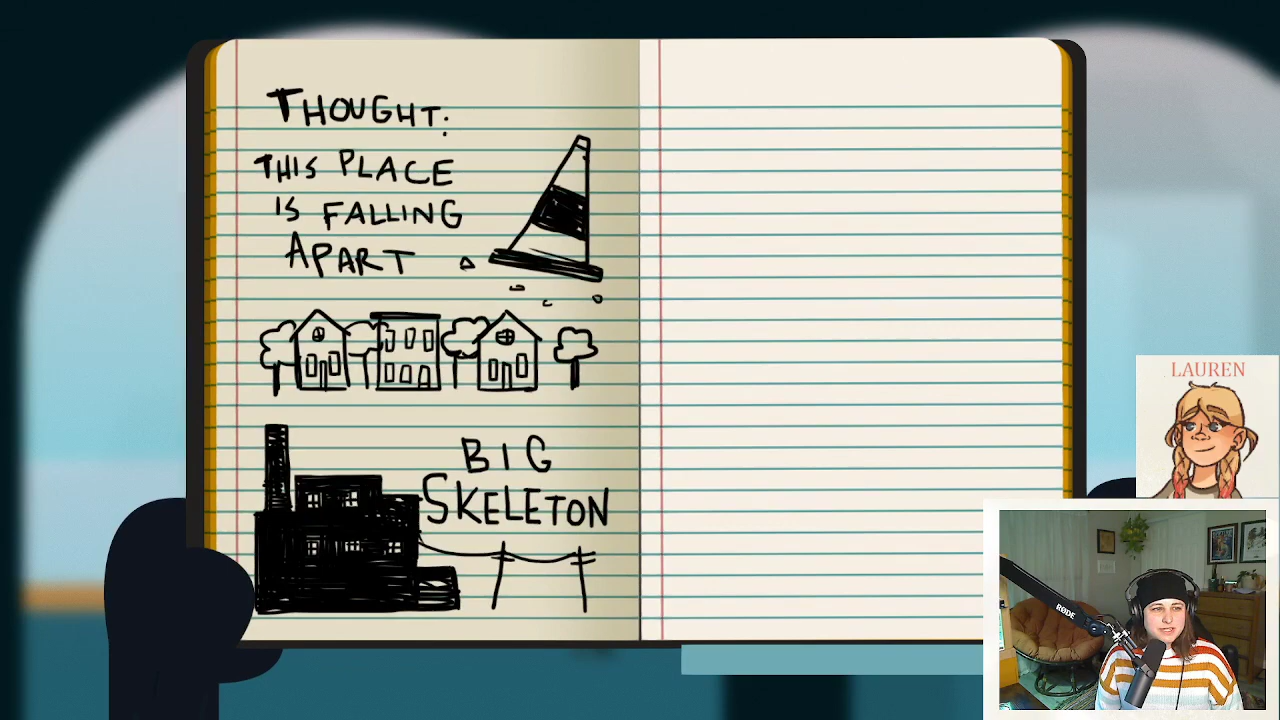 THOUGHT:
THIS PLACE
IS FALLING
APART
BIG
SKELETON
LAUREN
RØDE